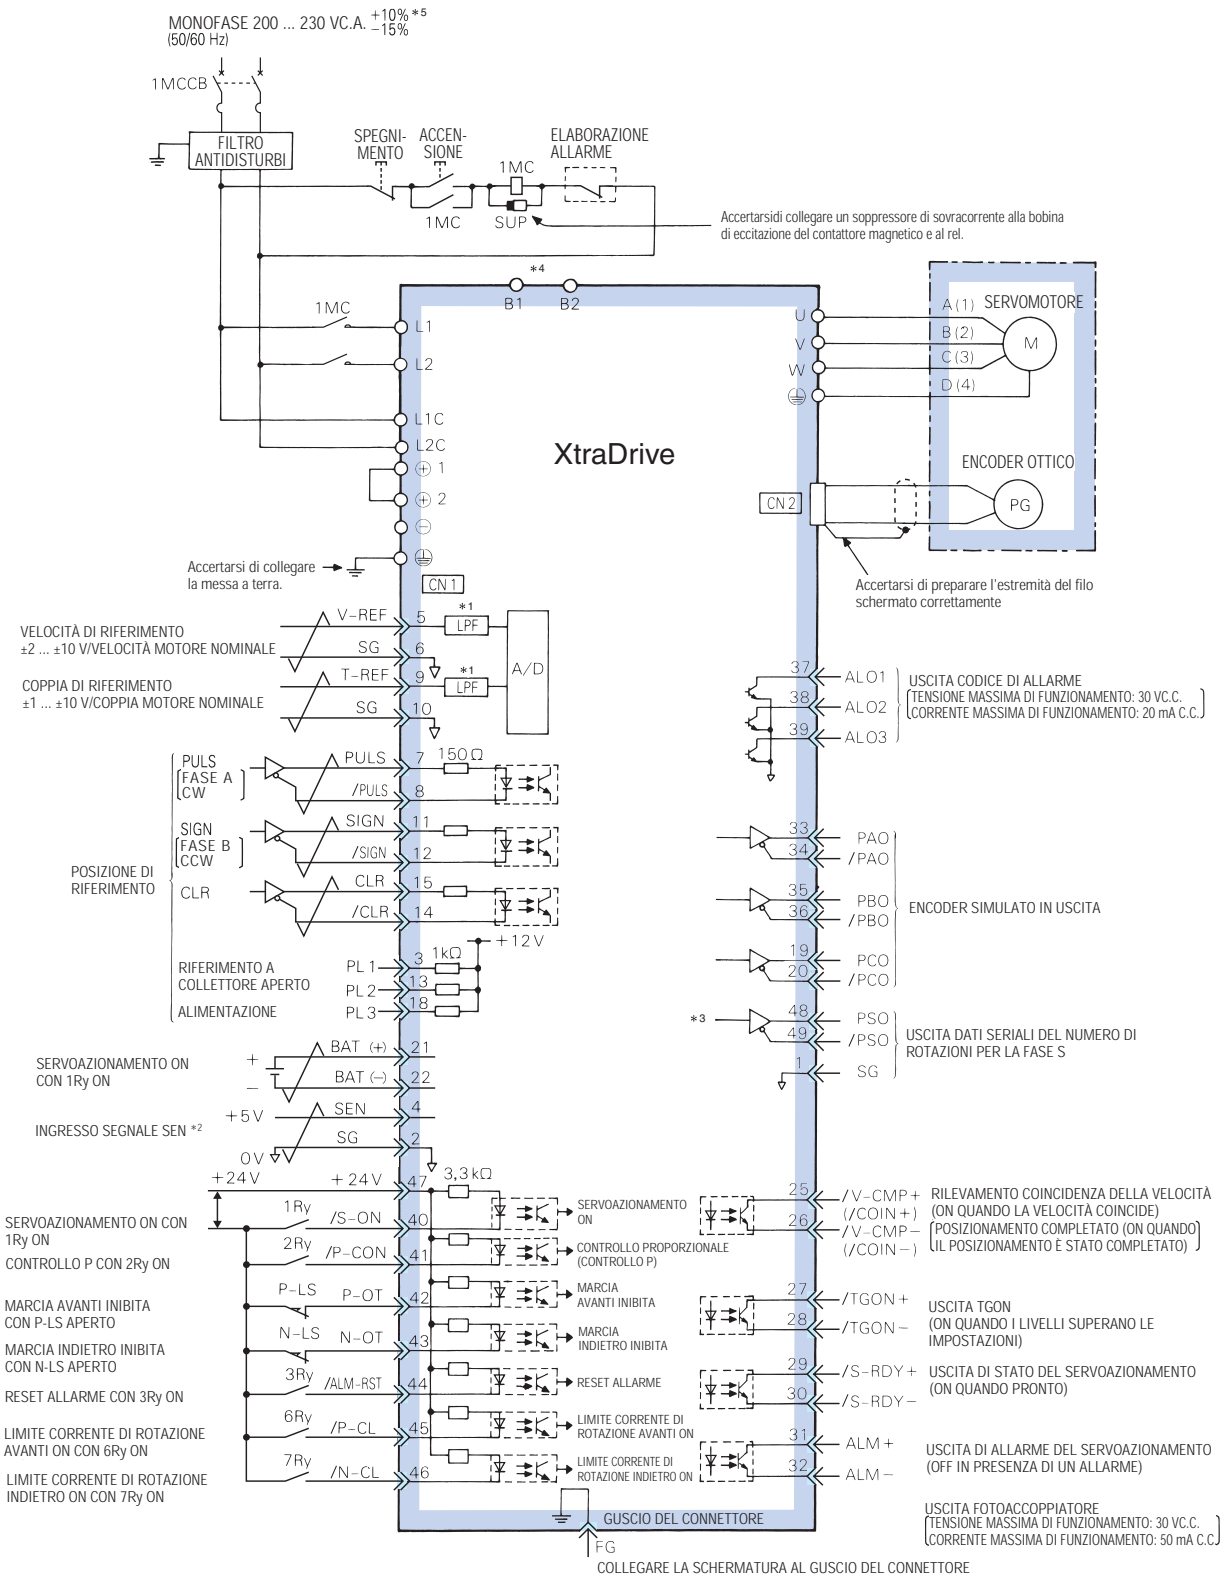 MONOFASE 200 ... 230 VC.A. +10% *5
−15%
(50/60 Hz)
1MCCB
FILTRO
ANTIDISTURBI
SPEGNI-
MENTO
ACCEN-
SIONE
ELABORAZIONE
ALLARME
1MC
1MC
SUP
Accertarsidi collegare un soppressore di sovracorrente alla bobina
di eccitazione del contattore magnetico e al rel.
*4
B1
B2
1MC
L1
L2
L1C
L2C
+ 1
+ 2
−
XtraDrive
U
V
W
A (1)
B (2)
C (3)
D (4)
SERVOMOTORE
M
ENCODER OTTICO
CN 2
PG
Accertarsi di preparare l'estremità del filo
schermato correttamente
Accertarsi di collegare
la messa a terra.
CN 1
VELOCITÀ DI RIFERIMENTO
±2 ... ±10 V/VELOCITÀ MOTORE NOMINALE
V-REF 5
*1
LPF
SG 6
A/D
COPPIA DI RIFERIMENTO
±1 ... ±10 V/COPPIA MOTORE NOMINALE
T-REF 9
*1
LPF
SG 10
37 ALO1
38 ALO2
39 ALO3
USCITA CODICE DI ALLARME
TENSIONE MASSIMA DI FUNZIONAMENTO: 30 VC.C.
CORRENTE MASSIMA DI FUNZIONAMENTO: 20 mA C.C.
POSIZIONE DI
RIFERIMENTO
PULS
FASE A
CW
PULS 7
150Ω
/PULS 8
SIGN
FASE B
CCW
SIGN 11
/SIGN 12
CLR
CLR 15
/CLR 14
+12V
RIFERIMENTO A
COLLETTORE APERTO
ALIMENTAZIONE
PL1 3
1kΩ
PL2 13
PL3 18
33 PAO
34 /PAO
35 PBO
36 /PBO
19 PCO
20 /PCO
ENCODER SIMULATO IN USCITA
*3
48 PSO
49 /PSO
1 SG
USCITA DATI SERIALI DEL NUMERO DI
ROTAZIONI PER LA FASE S
SERVOAZIONAMENTO ON
CON 1Ry ON
+
−
BAT (+) 21
BAT (−) 22
INGRESSO SEGNALE SEN *2
+5V
SEN 4
0V
SG 2
+24V
+24V 47
3,3kΩ
SERVOAZIONAMENTO ON CON
1Ry ON
1Ry
/S-ON 40
SERVOAZIONAMENTO
ON
CONTROLLO P CON 2Ry ON
2Ry
/P-CON 41
CONTROLLO PROPORZIONALE
(CONTROLLO P)
MARCIA AVANTI INIBITA
CON P-LS APERTO
P-LS
P-OT 42
MARCIA
AVANTI INIBITA
MARCIA INDIETRO INIBITA
CON N-LS APERTO
N-LS
N-OT 43
MARCIA
INDIETRO INIBITA
RESET ALLARME CON 3Ry ON
3Ry
/ALM-RST 44
RESET ALLARME
LIMITE CORRENTE DI ROTAZIONE
AVANTI ON CON 6Ry ON
6Ry
/P-CL 45
LIMITE CORRENTE DI
ROTAZIONE AVANTI ON
LIMITE CORRENTE DI ROTAZIONE
INDIETRO ON CON 7Ry ON
7Ry
/N-CL 46
LIMITE CORRENTE DI
ROTAZIONE INDIETRO ON
25 /V-CMP+
(/COIN+)
26 /V-CMP−
(/COIN−)
RILEVAMENTO COINCIDENZA DELLA VELOCITÀ
(ON QUANDO LA VELOCITÀ COINCIDE)
POSIZIONAMENTO COMPLETATO (ON QUANDO
IL POSIZIONAMENTO È STATO COMPLETATO)
27 /TGON+
28 /TGON−
USCITA TGON
(ON QUANDO I LIVELLI SUPERANO LE
IMPOSTAZIONI)
29 /S-RDY+
30 /S-RDY−
USCITA DI STATO DEL SERVOAZIONAMENTO
(ON QUANDO PRONTO)
31 ALM+
32 ALM−
USCITA DI ALLARME DEL SERVOAZIONAMENTO
(OFF IN PRESENZA DI UN ALLARME)
USCITA FOTOACCOPPIATORE
TENSIONE MASSIMA DI FUNZIONAMENTO: 30 VC.C.
CORRENTE MASSIMA DI FUNZIONAMENTO: 50 mA C.C.
GUSCIO DEL CONNETTORE
FG
COLLEGARE LA SCHERMATURA AL GUSCIO DEL CONNETTORE